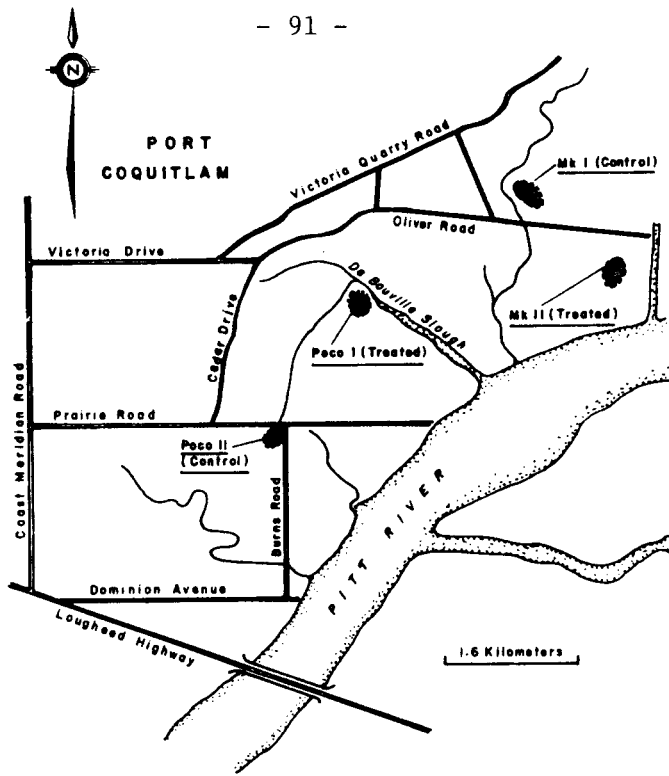 - 91 -
N
PORT
COQUITLAM
Victoria Quarry Road
Mk I (Control)
Oliver Road
Victoria Drive
De Bouville Slough
Mk II (Treated)
Cedar Drive
Poco I (Treated)
Coast Meridian Road
Prairie Road
Poco II
(Control)
Burns Road
PITT RIVER
Dominion Avenue
Lougheed Highway
1.6 Kilometers